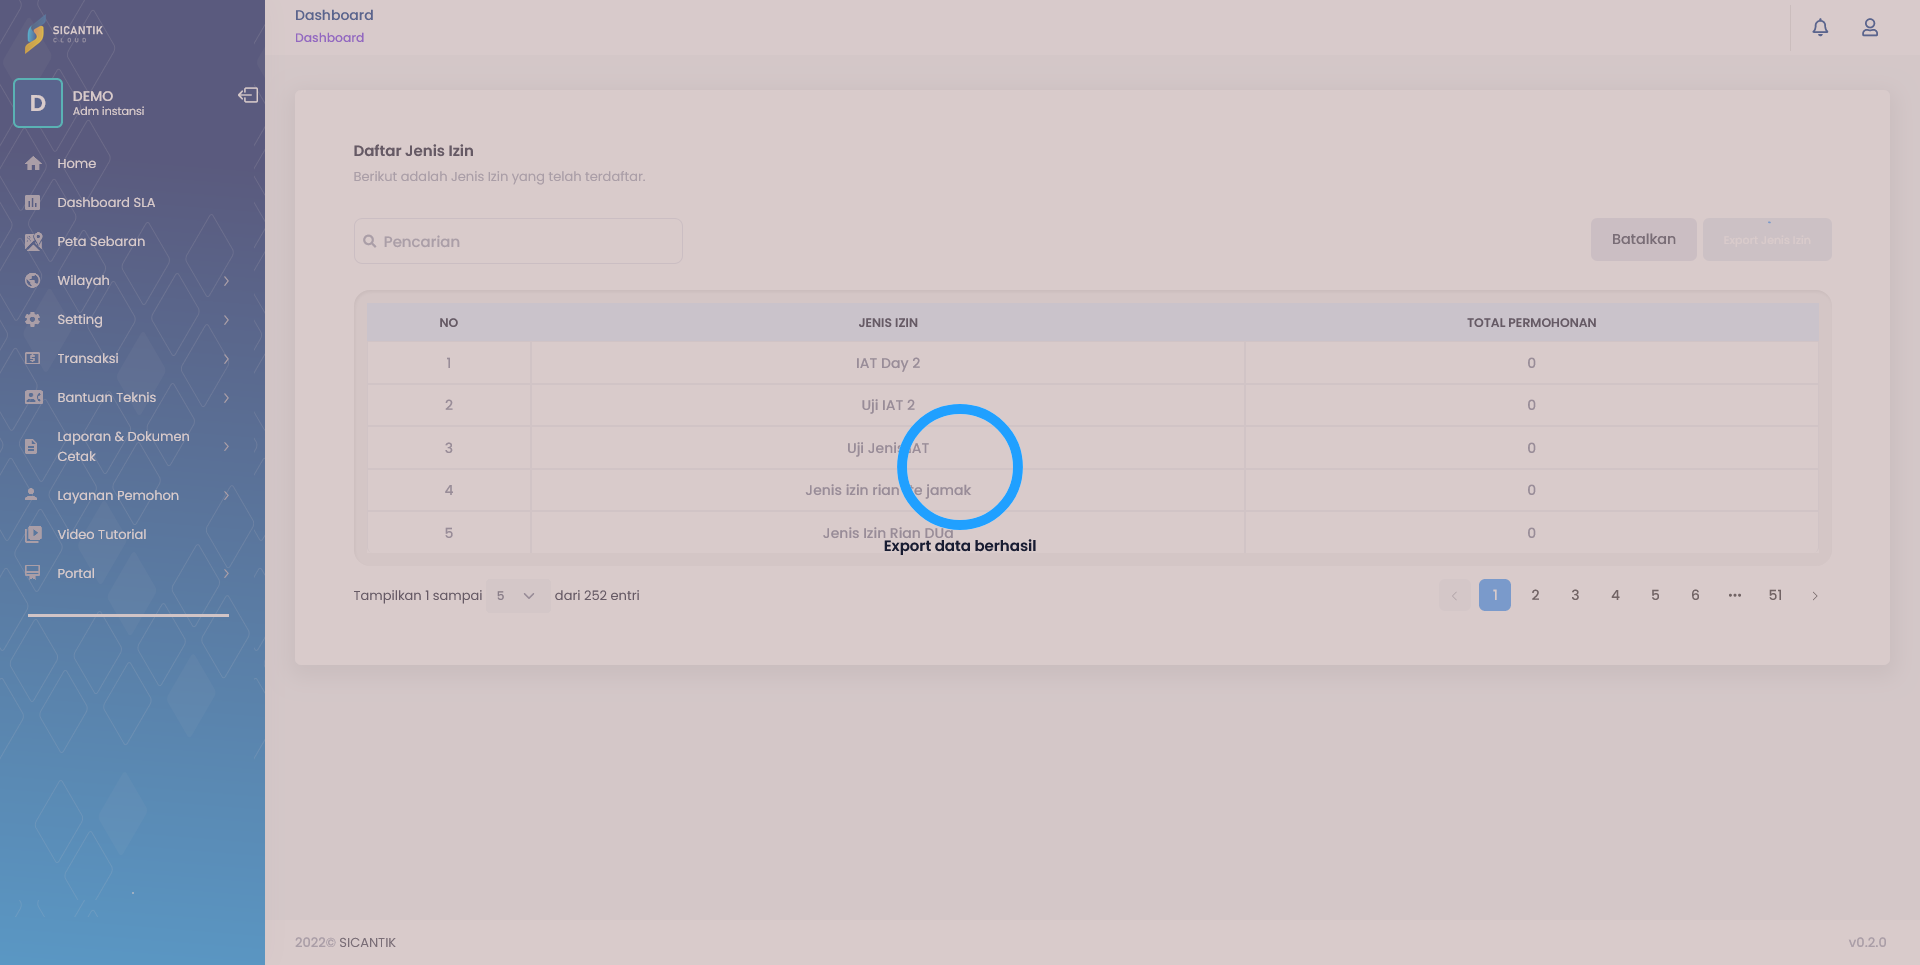 SICANTIK
CLOUD
D
DEMO
Adm instansi
Home
Dashboard SLA
Peta Sebaran
Wilayah
Setting
Transaksi
Bantuan Teknis
Laporan & Dokumen
Cetak
Layanan Pemohon
Video Tutorial
Portal
Dashboard
Dashboard
Daftar Jenis Izin
Berikut adalah Jenis Izin yang telah terdaftar.
Pencarian
Batalkan
Export Jenis Izin
NO JENIS IZIN TOTAL PERMOHONAN
1 IAT Day 2 0
2 Uji IAT 2 0
3 Uji Jenis IAT 0
4 Jenis izin rian te jamak 0
5 Jenis Izin Rian DUa 0
Export data berhasil
Tampilkan 1 sampai 5 dari 252 entri
1 2 3 4 5 6 ••• 51
2022© SICANTIK
v0.2.0